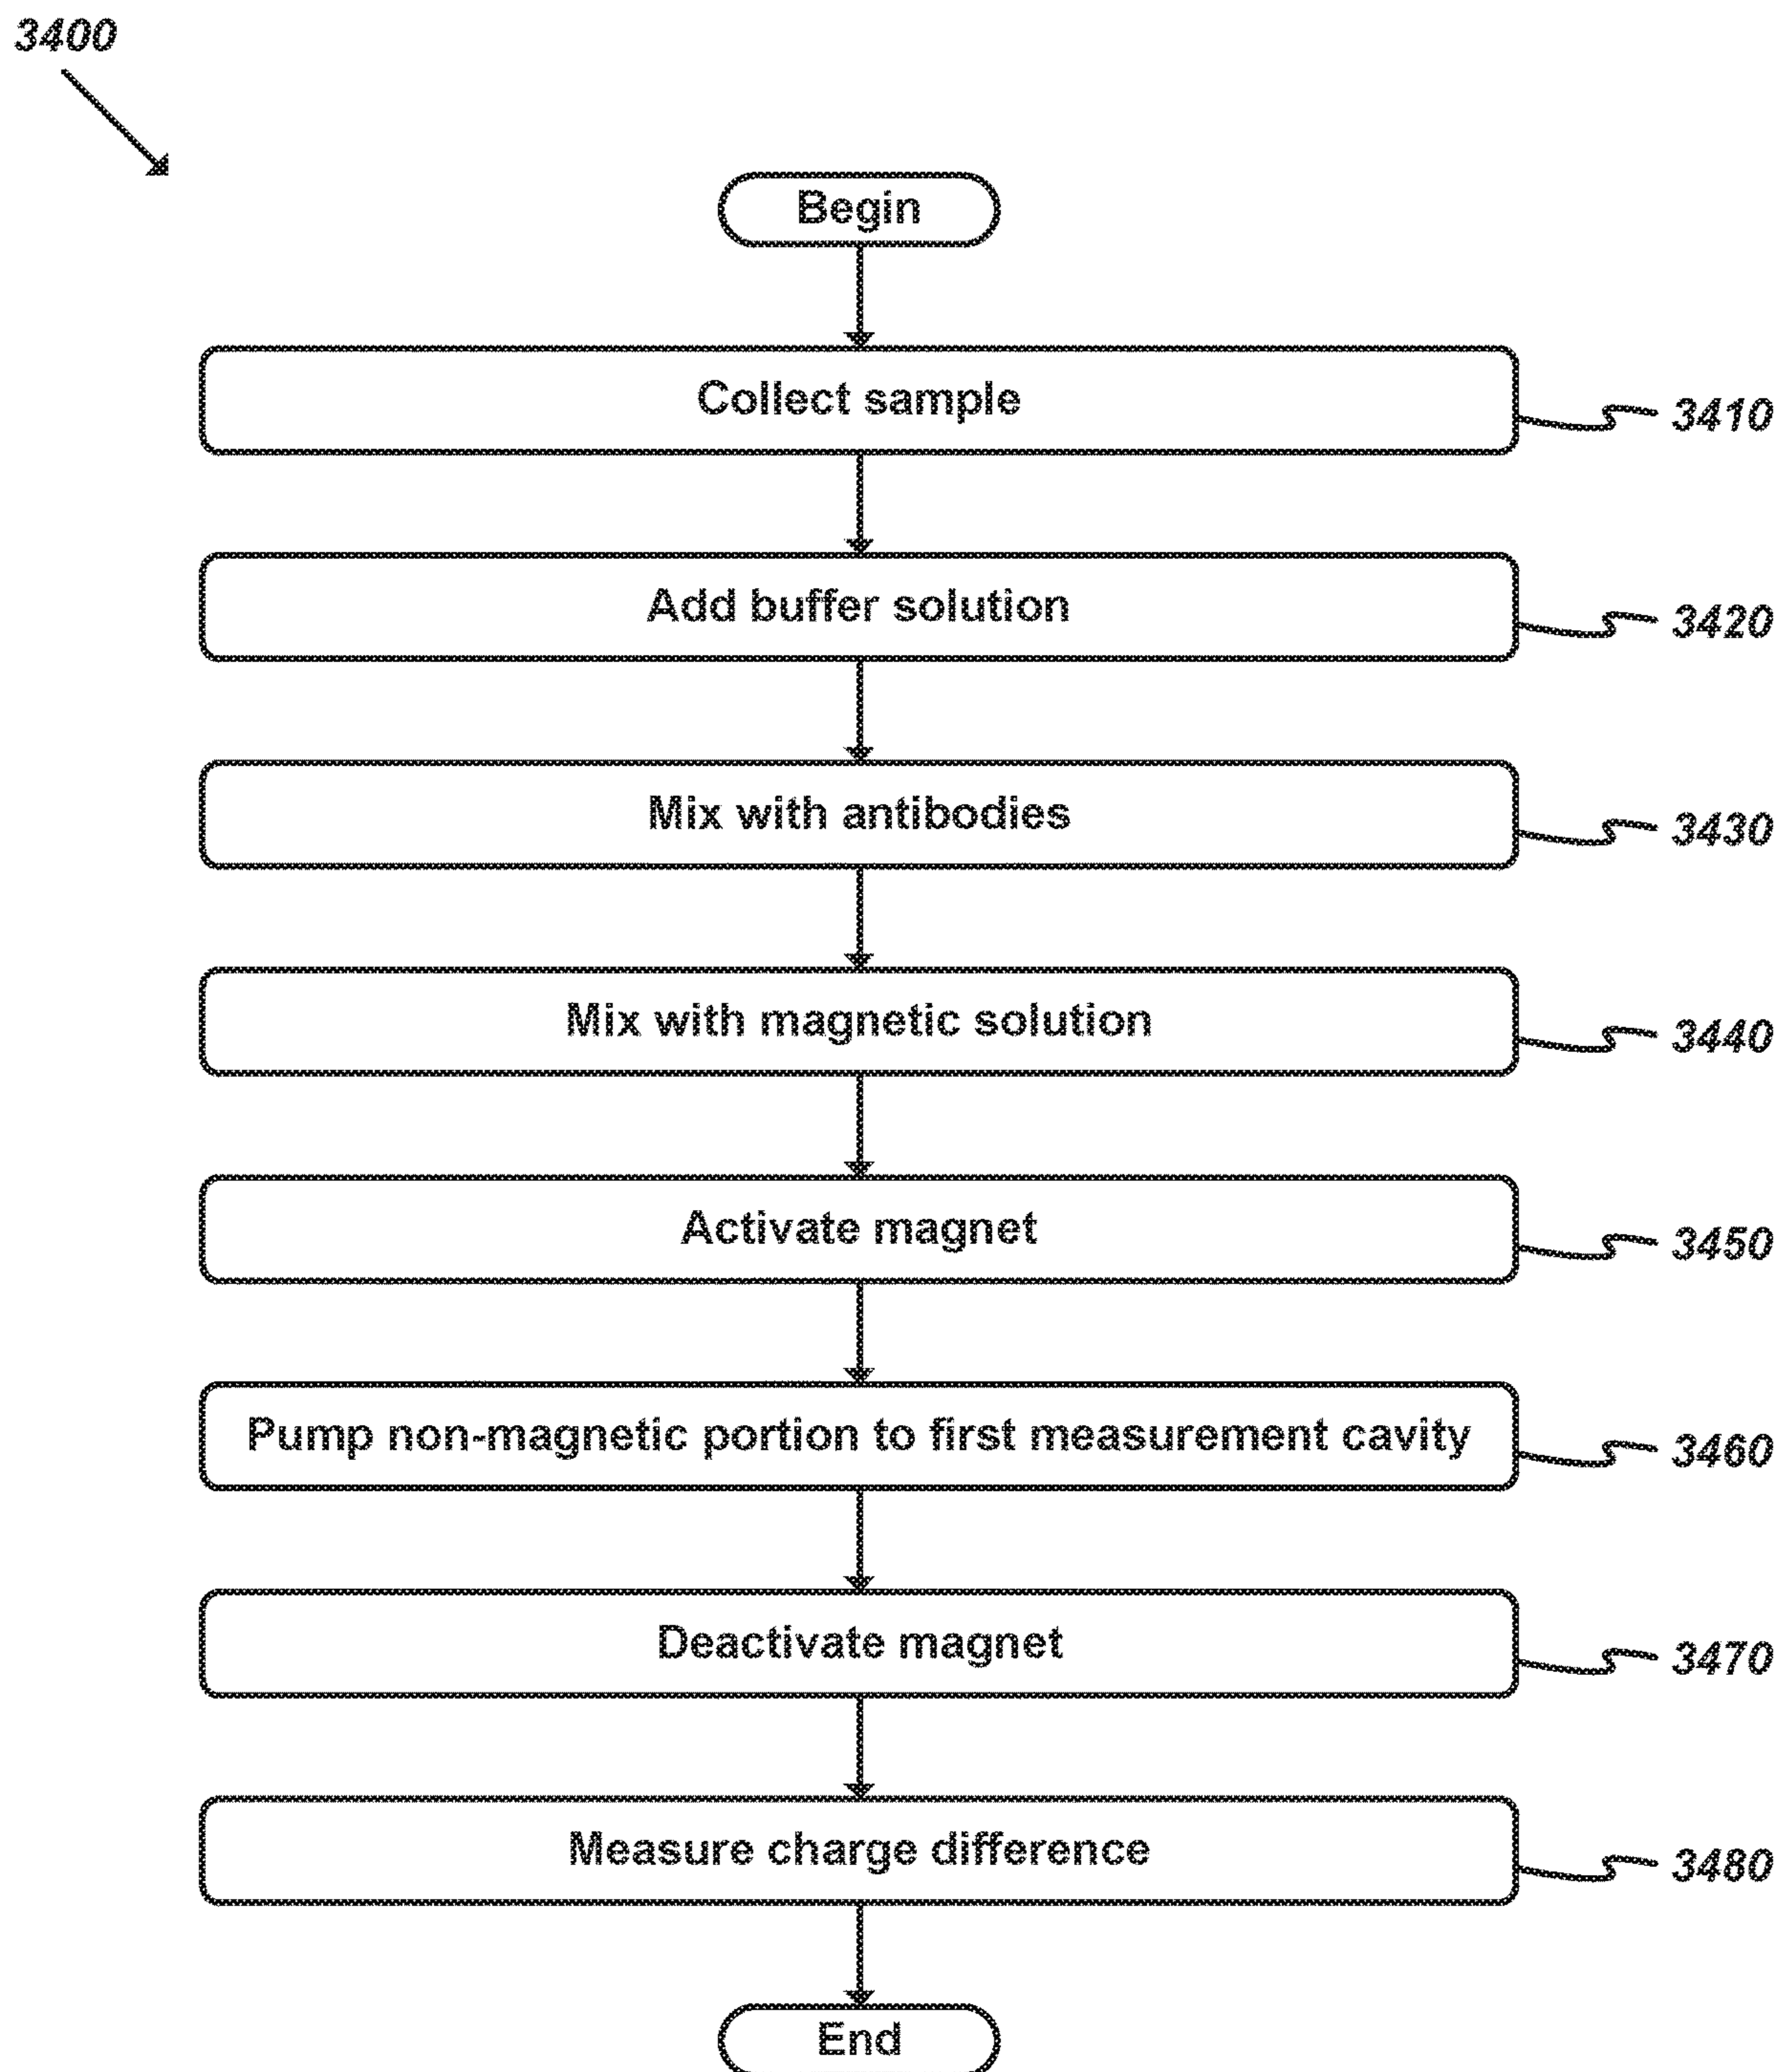 3400
Begin
Collect sample
3410
Add buffer solution
3420
Mix with antibodies
3430
Mix with magnetic solution
3440
Activate magnet
3450
Pump non-magnetic portion to first measurement cavity
3460
Deactivate magnet
3470
Measure charge difference
3480
End